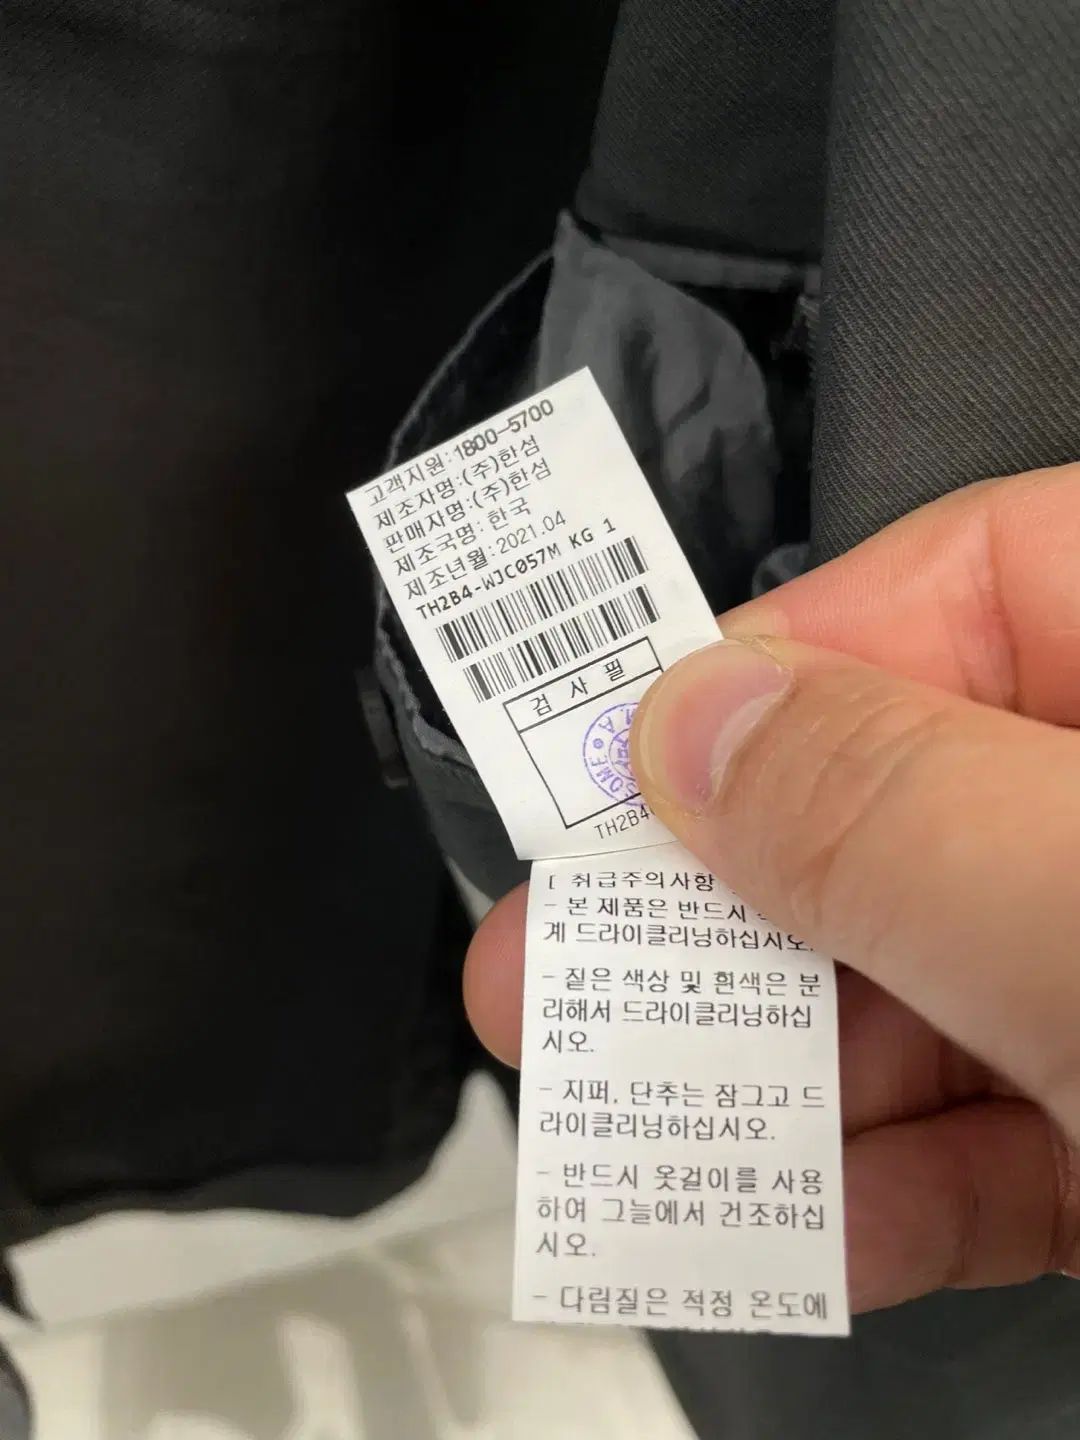 고객지원:1800-5700
제조자명:(주)한섬
판매자명:(주)한섬
제조국명: 한국
제조년월:2021.04
TH2B4-WJC057M KG 1
검 사 필
SOME
TH2B4
[ 취급주의사항
- 본 제품은 반드시
계 드라이클리닝하십시오.
- 짙은 색상 및 흰색은 분
리해서 드라이클리닝하십
시오.
- 지퍼, 단추는 잠그고 드
라이클리닝하십시오.
- 반드시 옷걸이를 사용
하여 그늘에서 건조하십
시오.
- 다림질은 적정 온도에